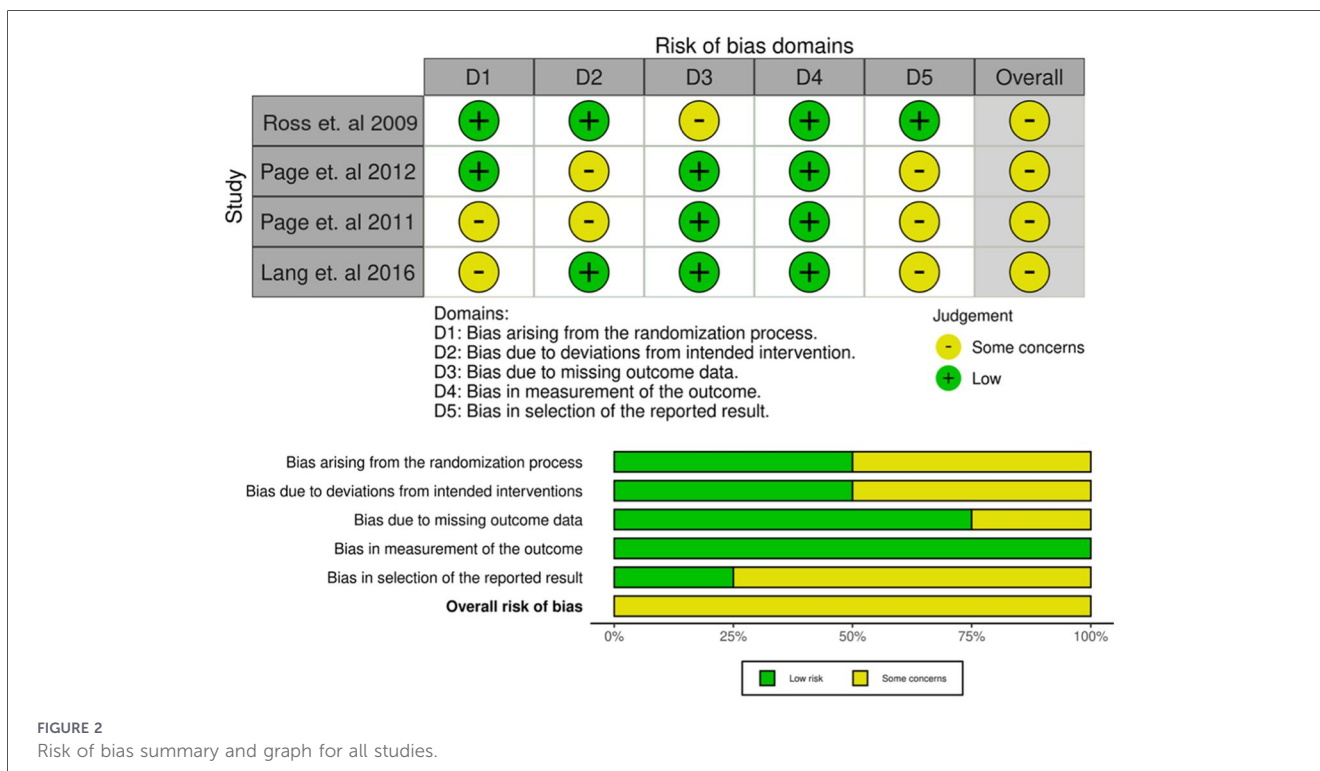 Risk of bias domains
D1 D2 D3 D4 D5 Overall
Study
Ross et. al 2009 + + - + + -
Page et. al 2012 + - + + - -
Page et. al 2011 - - + + - -
Lang et. al 2016 - + + + - -
Domains:
D1: Bias arising from the randomization process.
D2: Bias due to deviations from intended intervention.
D3: Bias due to missing outcome data.
D4: Bias in measurement of the outcome.
D5: Bias in selection of the reported result.
Judgement
- Some concerns
+ Low
Bias arising from the randomization process
Bias due to deviations from intended interventions
Bias due to missing outcome data
Bias in measurement of the outcome
Bias in selection of the reported result
Overall risk of bias
0% 25% 50% 75% 100%
Low risk Some concerns
FIGURE 2
Risk of bias summary and graph for all studies.